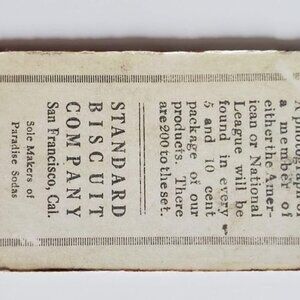 a member of
either the Amer-
ican or National
League will be
found in every
5 and 10 cent
package of our
products. There
are 200 to the set.
STANDARD
BISCUIT
COMPANY
San Francisco, Cal.
Sole Makers of
Paradise Sodas